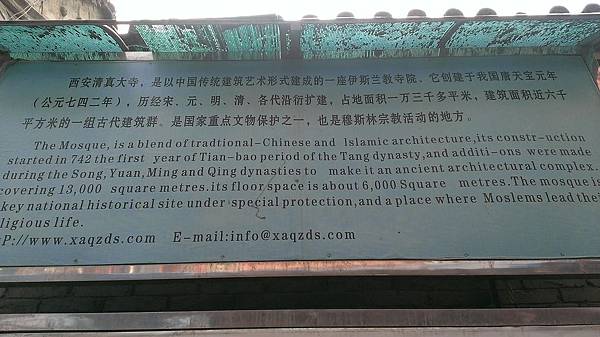 西安清真大寺，是以中国传统建筑艺术形式建成的一座伊斯兰教寺院。它创建于我国唐天宝元年
（公元七四二年），历经宋、元、明、清、各代沿衍扩建，占地面积一万三千多平米，建筑面积近六千
平方米的一组古代建筑群。是国家重点文物保护之一，也是穆斯林宗教活动的地方。
The Mosque, is a blend of tradtional-Chinese and Islamic architecture,its constr-uction
started in 742 the first year of Tian-bao period of the Tang dynasty,and additi-ons were made
during the Song,Yuan,Ming and Qing dynasties to make it an ancient architectural complex.
covering 13,000 square metres.its floor space is about 6,000 Square metres.The mosque is
key national historical site under special protection,and a place where Moslems lead thei
ligious life.
P://www.xaqzds.com E-mail:info@xaqzds.com